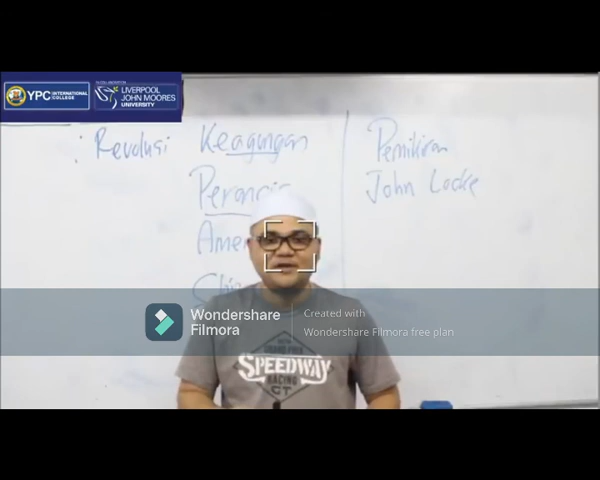 YPC INTERNATIONAL COLLEGE
LIVERPOOL
JOHN MOORES
UNIVERSITY
: Revolusi Keagungan
Pemikiran
John Locke
Wondershare
Filmora
Created with
Wondershare Filmora free plan
SPEEDWAY
RACING
CT